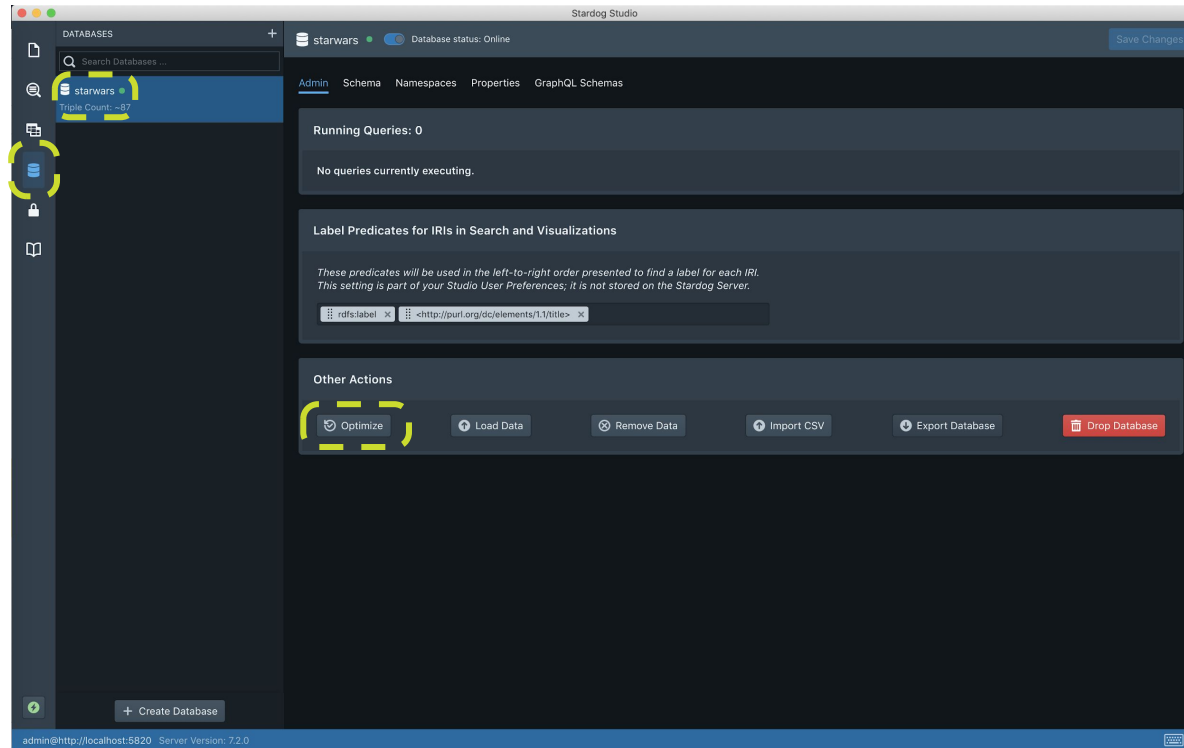 Stardog Studio
DATABASES +
Search Databases ...
starwars
Triple Count: ~87
starwars Database status: Online Save Changes
Admin Schema Namespaces Properties GraphQL Schemas
Running Queries: 0
No queries currently executing.
Label Predicates for IRIs in Search and Visualizations
These predicates will be used in the left-to-right order presented to find a label for each IRI.
This setting is part of your Studio User Preferences; it is not stored on the Stardog Server.
rdfs:label × <http://purl.org/dc/elements/1.1/title> ×
Other Actions
Optimize Load Data Remove Data Import CSV Export Database Drop Database
+ Create Database
admin@http://localhost:5820 Server Version: 7.2.0